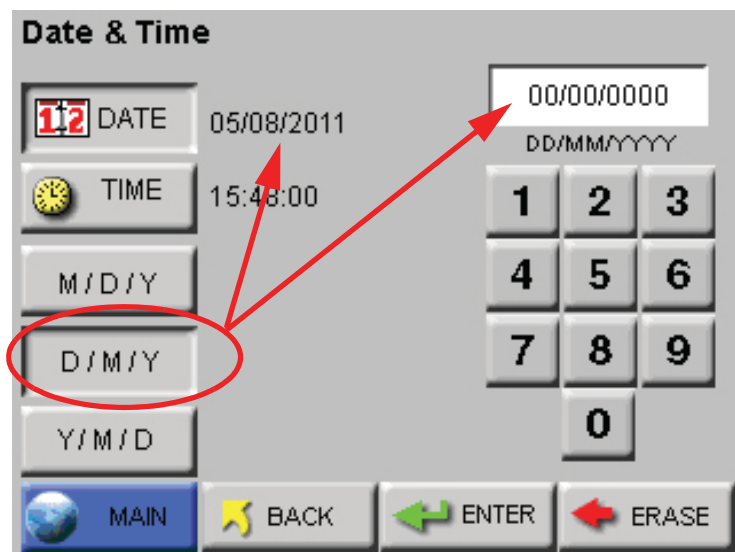 Date & Time
12 DATE
05/08/2011
TIME
15:48:00
M/D/Y
D/M/Y
Y/M/D
00/00/0000
DD/MM/YYYY
1 2 3
4 5 6
7 8 9
0
MAIN BACK ENTER ERASE